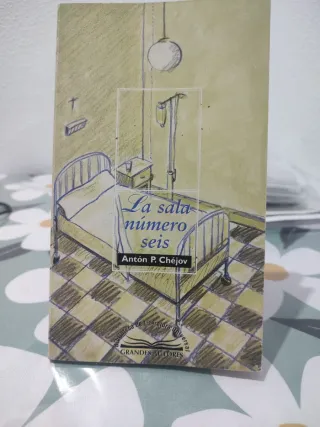 La sala
número
seis
Antón P. Chéjov
GRANDES AUTORES